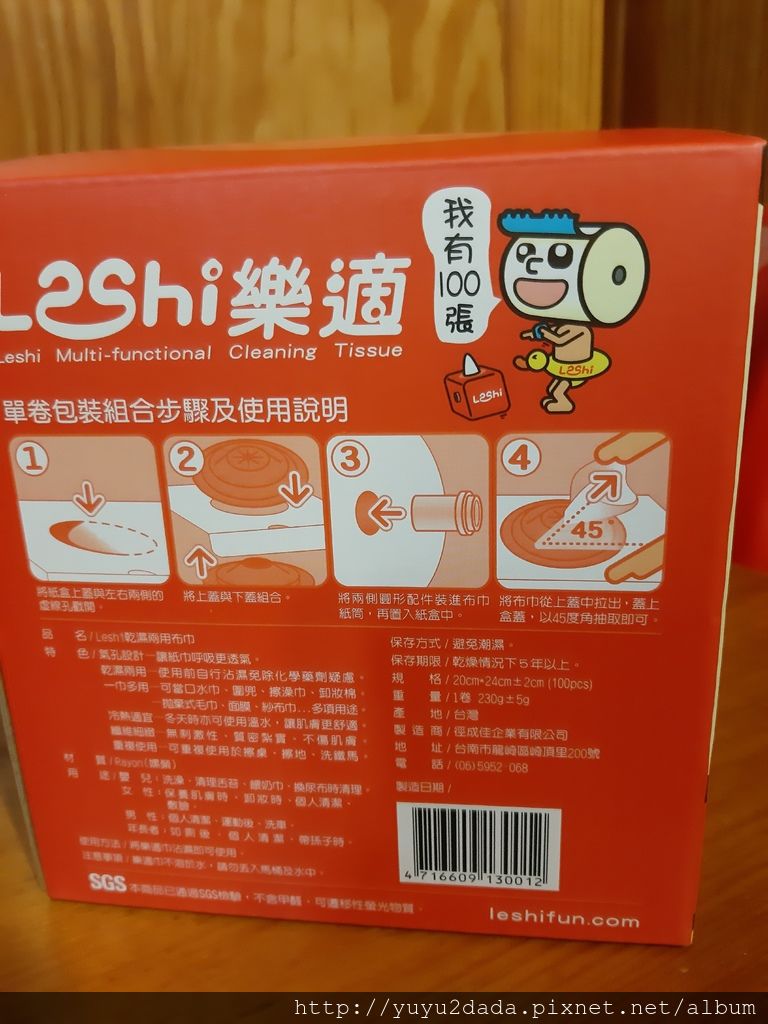 我有100張
Leshi樂適
Leshi Multi-functional Cleaning Tissue
Leshi
Leshi
單卷包裝組合步驟及使用說明
1
2
3
4
45°
將紙盒上蓋與左右兩側的
虛線孔戳開。
將上蓋與下蓋組合。
將兩側圓形配件裝進布巾
紙筒，再置入紙盒中。
將布巾從上蓋中拉出，蓋上
盒蓋，以45度角抽取即可。
品 名/Leshi乾濕兩用布巾
特 色/氣孔設計—讓紙巾呼吸更透氣。
乾濕兩用—使用前自行沾濕免除化學藥劑疑慮。
一巾多用—可當口水巾、圍兜、擦澡巾、卸妝棉、
拋棄式毛巾、面膜、紗布巾...多項用途。
冷熱適宜—冬天時亦可使用溫水，讓肌膚更舒適。
纖維細緻—無刺激性，質密紮實，不傷肌膚。
重複使用—可重複使用於擦桌、擦地、洗鐵馬。
材 質/Rayon(嫘縈)
用 途/嬰 兒：洗澡、清理舌苔、餵奶巾、換尿布時清理。
女 性：保養肌膚時、卸妝時、個人清潔、
敷臉。
男 性：個人清潔、運動後、洗車。
年長者：如廁後、個人清潔、帶孫子時。
使用方法/將樂適巾沾濕即可使用。
注意事項/樂適巾不溶於水，請勿丟入馬桶及水中。
SGS 本商品已通過SGS檢驗，不含甲醛、可遷移性螢光物質。
保存方式/避免潮濕。
保存期限/乾燥情況下5年以上。
規 格/20cm*24cm±2cm (100pcs)
重 量/1卷 230g±5g
產 地/台灣
製 造 商/徑成佳企業有限公司
地 址/台南市龍崎區崎頂里200號
電 話/(06)5952-068
製造日期/
4 716609 130012
leshifun.com
http://yuyu2dada.pixnet.net/album